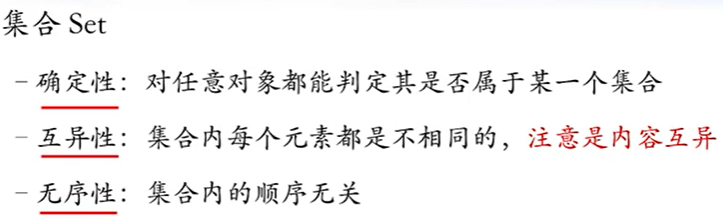 集合 Set
– 确定性：对任意对象都能判定其是否属于某一个集合
– 互异性：集合内每个元素都是不相同的，注意是内容互异
– 无序性：集合内的顺序无关